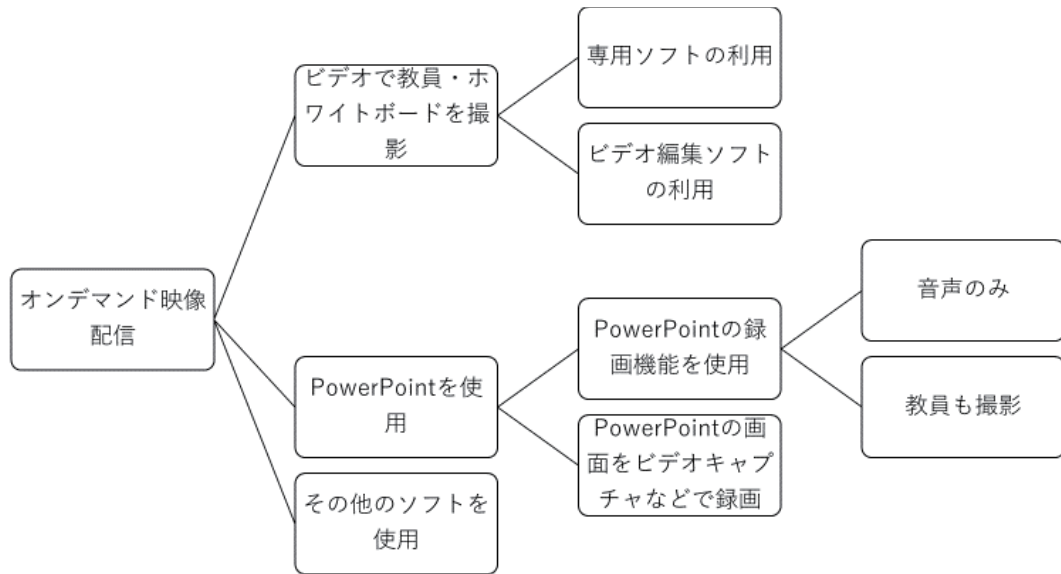 ビデオで教員・ホ
ワイトボードを撮
影
専用ソフトの利用
ビデオ編集ソフト
の利用
オンデマンド映像
配信
PowerPointを使
用
PowerPointの録
画機能を使用
音声のみ
教員も撮影
PowerPointの画
面をビデオキャプ
チャなどで録画
その他のソフトを
使用